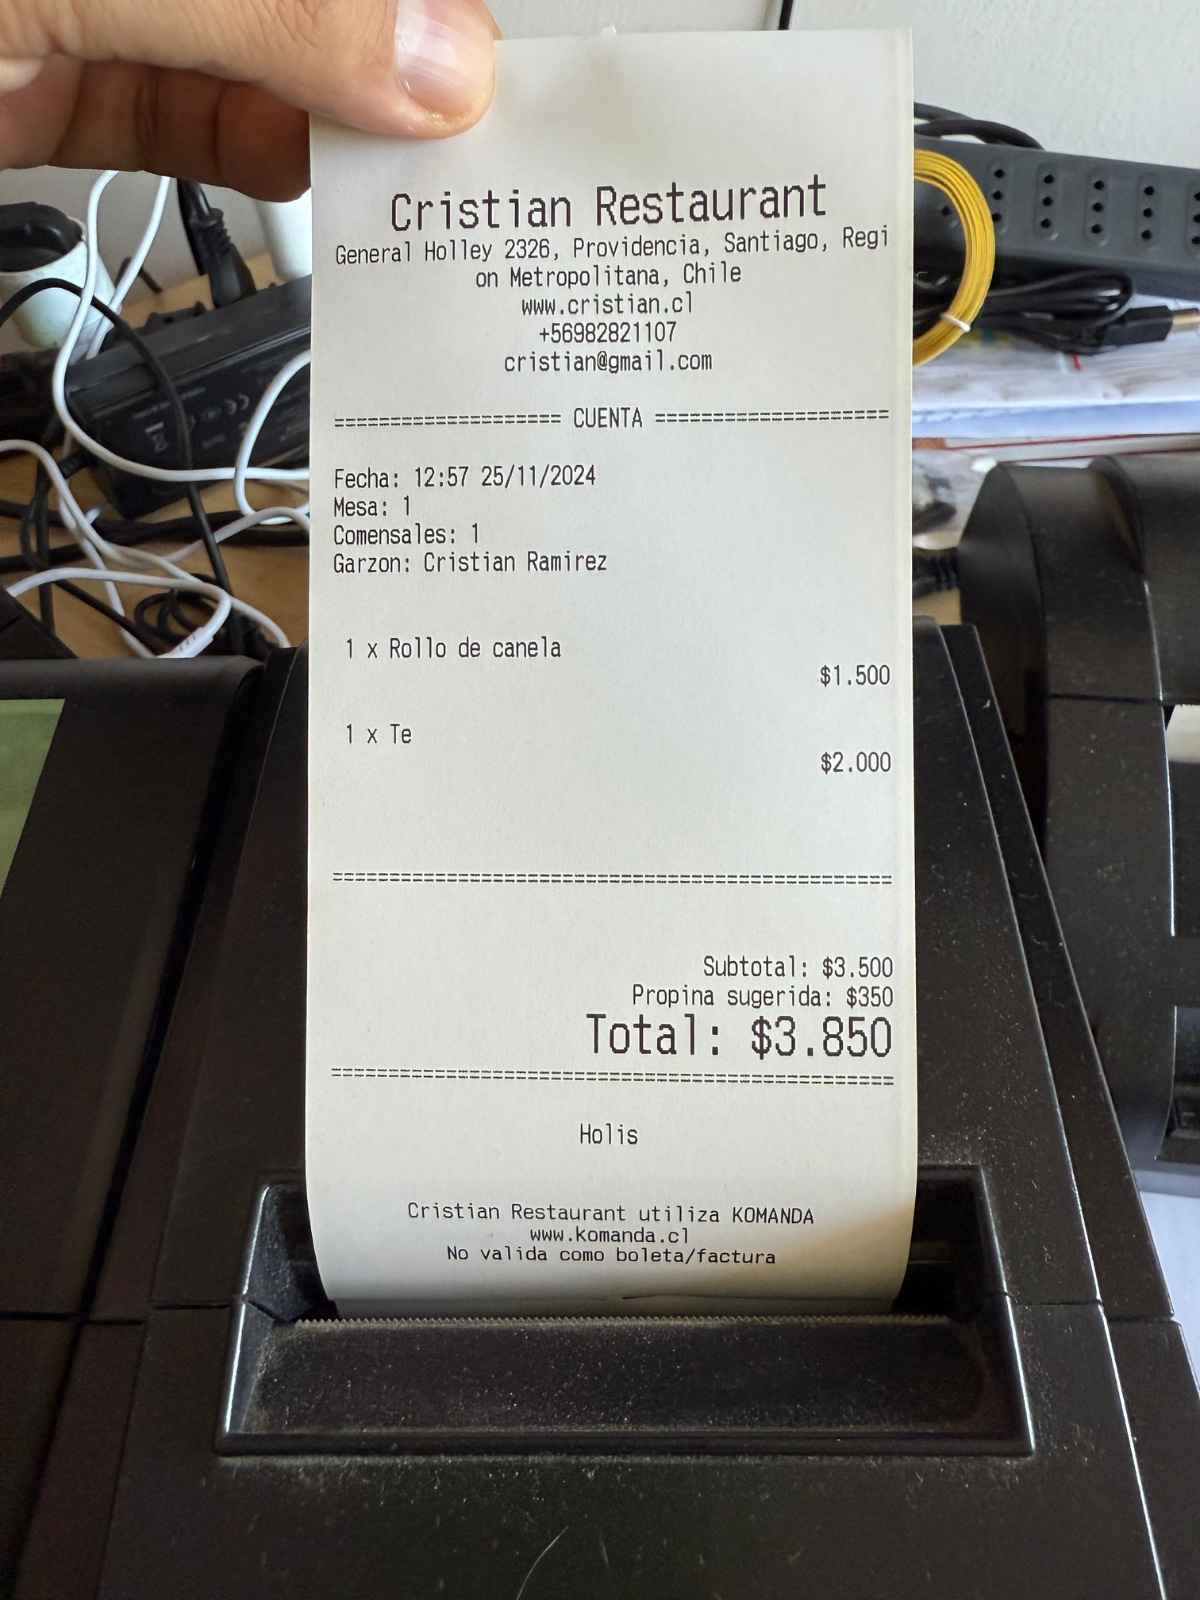 Cristian Restaurant
General Holley 2326, Providencia, Santiago, Regi
on Metropolitana, Chile
www.cristian.cl
+56982821107
cristian@gmail.com
=================== CUENTA ====================
Fecha: 12:57 25/11/2024
Mesa: 1
Comensales: 1
Garzon: Cristian Ramirez
1 x Rollo de canela
$1.500
1 x Te
$2.000
================================================
Subtotal: $3.500
Propina sugerida: $350
Total: $3.850
================================================
Holis
Cristian Restaurant utiliza KOMANDA
www.komanda.cl
No valida como boleta/factura